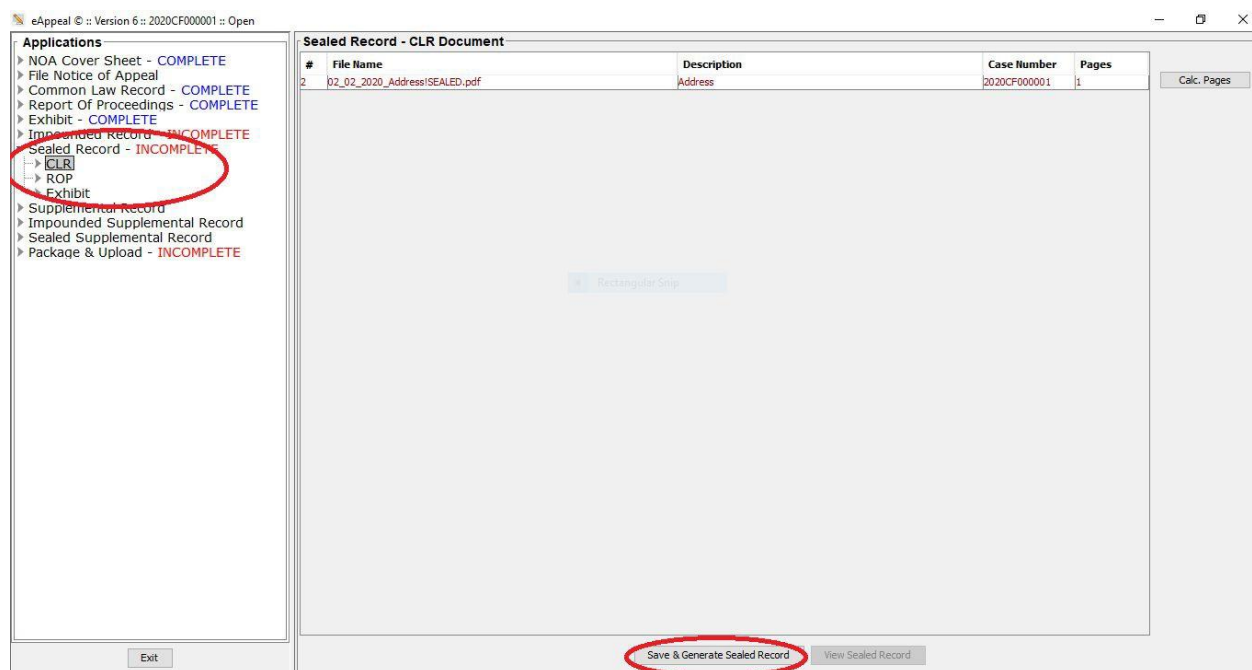 eAppeal © :: Version 6 :: 2020CF000001 :: Open
Applications
NOA Cover Sheet - COMPLETE
File Notice of Appeal
Common Law Record - COMPLETE
Report Of Proceedings - COMPLETE
Exhibit - COMPLETE
Impounded Record - INCOMPLETE
Sealed Record - INCOMPLETE
CLR
ROP
Exhibit
Supplemental Record
Impounded Supplemental Record
Sealed Supplemental Record
Package & Upload - INCOMPLETE
Exit
Sealed Record - CLR Document
# File Name Description Case Number Pages
2 02_02_2020_Address!SEALED.pdf Address 2020CF000001 1
Calc. Pages
Rectangular Snip
Save & Generate Sealed Record View Sealed Record